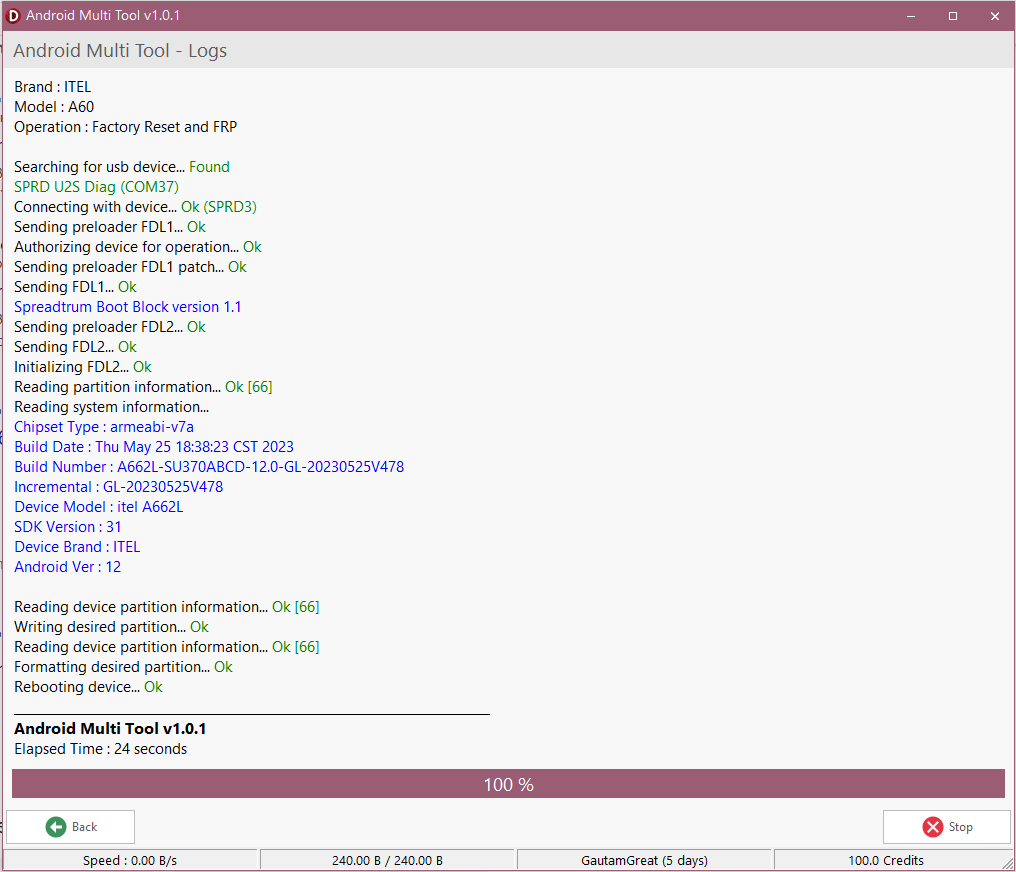 Android Multi Tool v1.0.1
Android Multi Tool - Logs
Brand : ITEL
Model : A60
Operation : Factory Reset and FRP
Searching for usb device... Found
SPRD U2S Diag (COM37)
Connecting with device... Ok (SPRD3)
Sending preloader FDL1... Ok
Authorizing device for operation... Ok
Sending preloader FDL1 patch... Ok
Sending FDL1... Ok
Spreadtrum Boot Block version 1.1
Sending preloader FDL2... Ok
Sending FDL2... Ok
Initializing FDL2... Ok
Reading partition information... Ok [66]
Reading system information...
Chipset Type : armeabi-v7a
Build Date : Thu May 25 18:38:23 CST 2023
Build Number : A662L-SU370ABCD-12.0-GL-20230525V478
Incremental : GL-20230525V478
Device Model : itel A662L
SDK Version : 31
Device Brand : ITEL
Android Ver : 12
Reading device partition information... Ok [66]
Writing desired partition... Ok
Reading device partition information... Ok [66]
Formatting desired partition... Ok
Rebooting device... Ok
Android Multi Tool v1.0.1
Elapsed Time : 24 seconds
100 %
Back
Stop
Speed : 0.00 B/s
240.00 B / 240.00 B
GautamGreat (5 days)
100.0 Credits